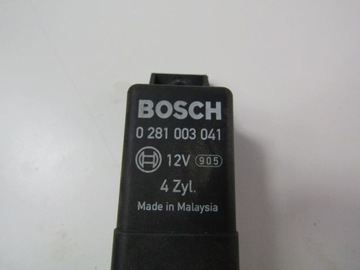 BOSCH
0 281 003 041
12V 905
4 Zyl.
Made in Malaysia